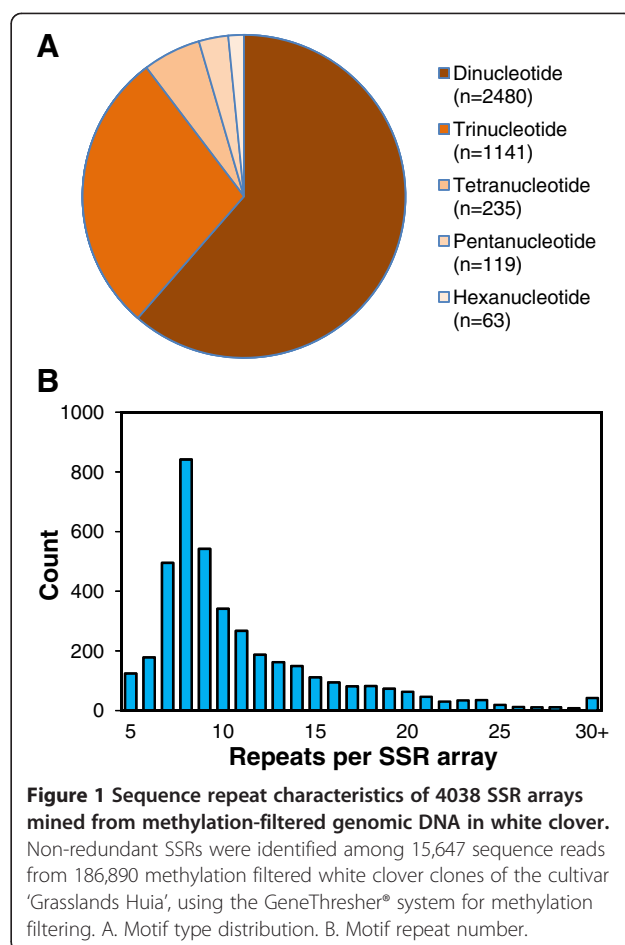 A
Dinucleotide
(n=2480)
Trinucleotide
(n=1141)
Tetranucleotide
(n=235)
Pentanucleotide
(n=119)
Hexanucleotide
(n=63)
B
1000
800
600
400
200
0
Count
5
10
15
20
25
30+
Repeats per SSR array
Figure 1 Sequence repeat characteristics of 4038 SSR arrays
mined from methylation-filtered genomic DNA in white clover.
Non-redundant SSRs were identified among 15,647 sequence reads
from 186,890 methylation filtered white clover clones of the cultivar
‘Grasslands Huia’, using the GeneThresher® system for methylation
filtering. A. Motif type distribution. B. Motif repeat number.